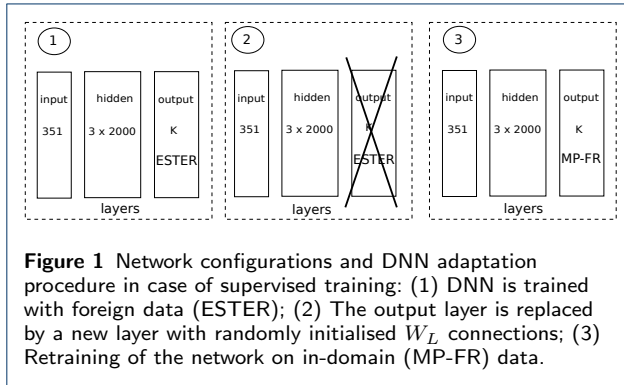 1
input
hidden
output
351
3 x 2000
K
ESTER
layers
2
input
hidden
output
351
3 x 2000
K
ESTER
layers
3
input
hidden
output
351
3 x 2000
K
MP-FR
layers
Figure 1 Network configurations and DNN adaptation
procedure in case of supervised training: (1) DNN is trained
with foreign data (ESTER); (2) The output layer is replaced
by a new layer with randomly initialised W_L connections; (3)
Retraining of the network on in-domain (MP-FR) data.